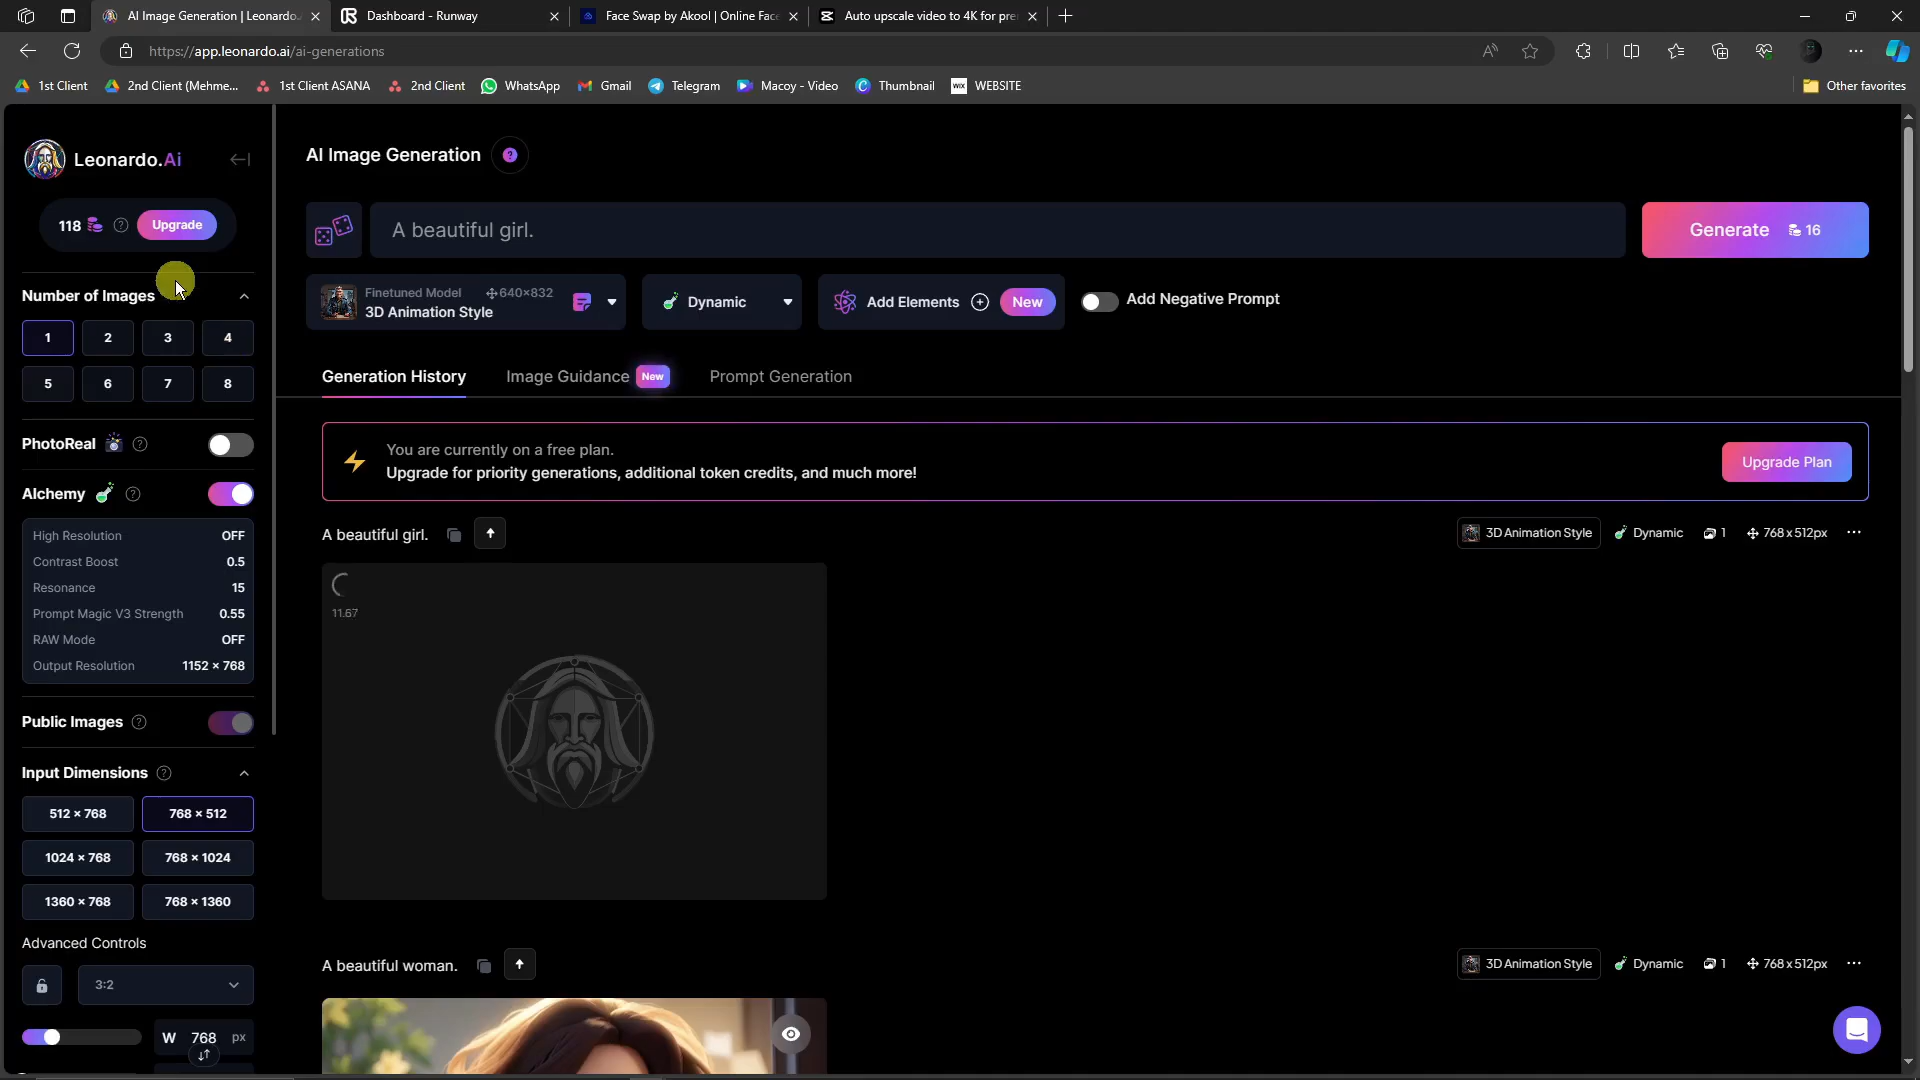 AI Image Generation | Leonardo.
Dashboard - Runway
Face Swap by Akool | Online Face
Auto upscale video to 4K for pre
https://app.leonardo.ai/ai-generations
1st Client
2nd Client (Mehme...
1st Client ASANA
2nd Client
WhatsApp
Gmail
Telegram
Macoy - Video
Thumbnail
WIX WEBSITE
Other favorites
Leonardo.Ai
118
Upgrade
Number of Images
1 2 3 4
5 6 7 8
PhotoReal
Alchemy
High Resolution OFF
Contrast Boost 0.5
Resonance 15
Prompt Magic V3 Strength 0.55
RAW Mode OFF
Output Resolution 1152 × 768
Public Images
Input Dimensions
512 × 768 768 × 512
1024 × 768 768 × 1024
1360 × 768 768 × 1360
Advanced Controls
3:2
W 768 px
AI Image Generation
A beautiful girl.
Generate 16
Finetuned Model 640×832
3D Animation Style
Dynamic
Add Elements New
Add Negative Prompt
Generation History
Image Guidance New
Prompt Generation
You are currently on a free plan.
Upgrade for priority generations, additional token credits, and much more!
Upgrade Plan
A beautiful girl.
3D Animation Style Dynamic 1 768 x 512px
11.67
A beautiful woman.
3D Animation Style Dynamic 1 768 x 512px